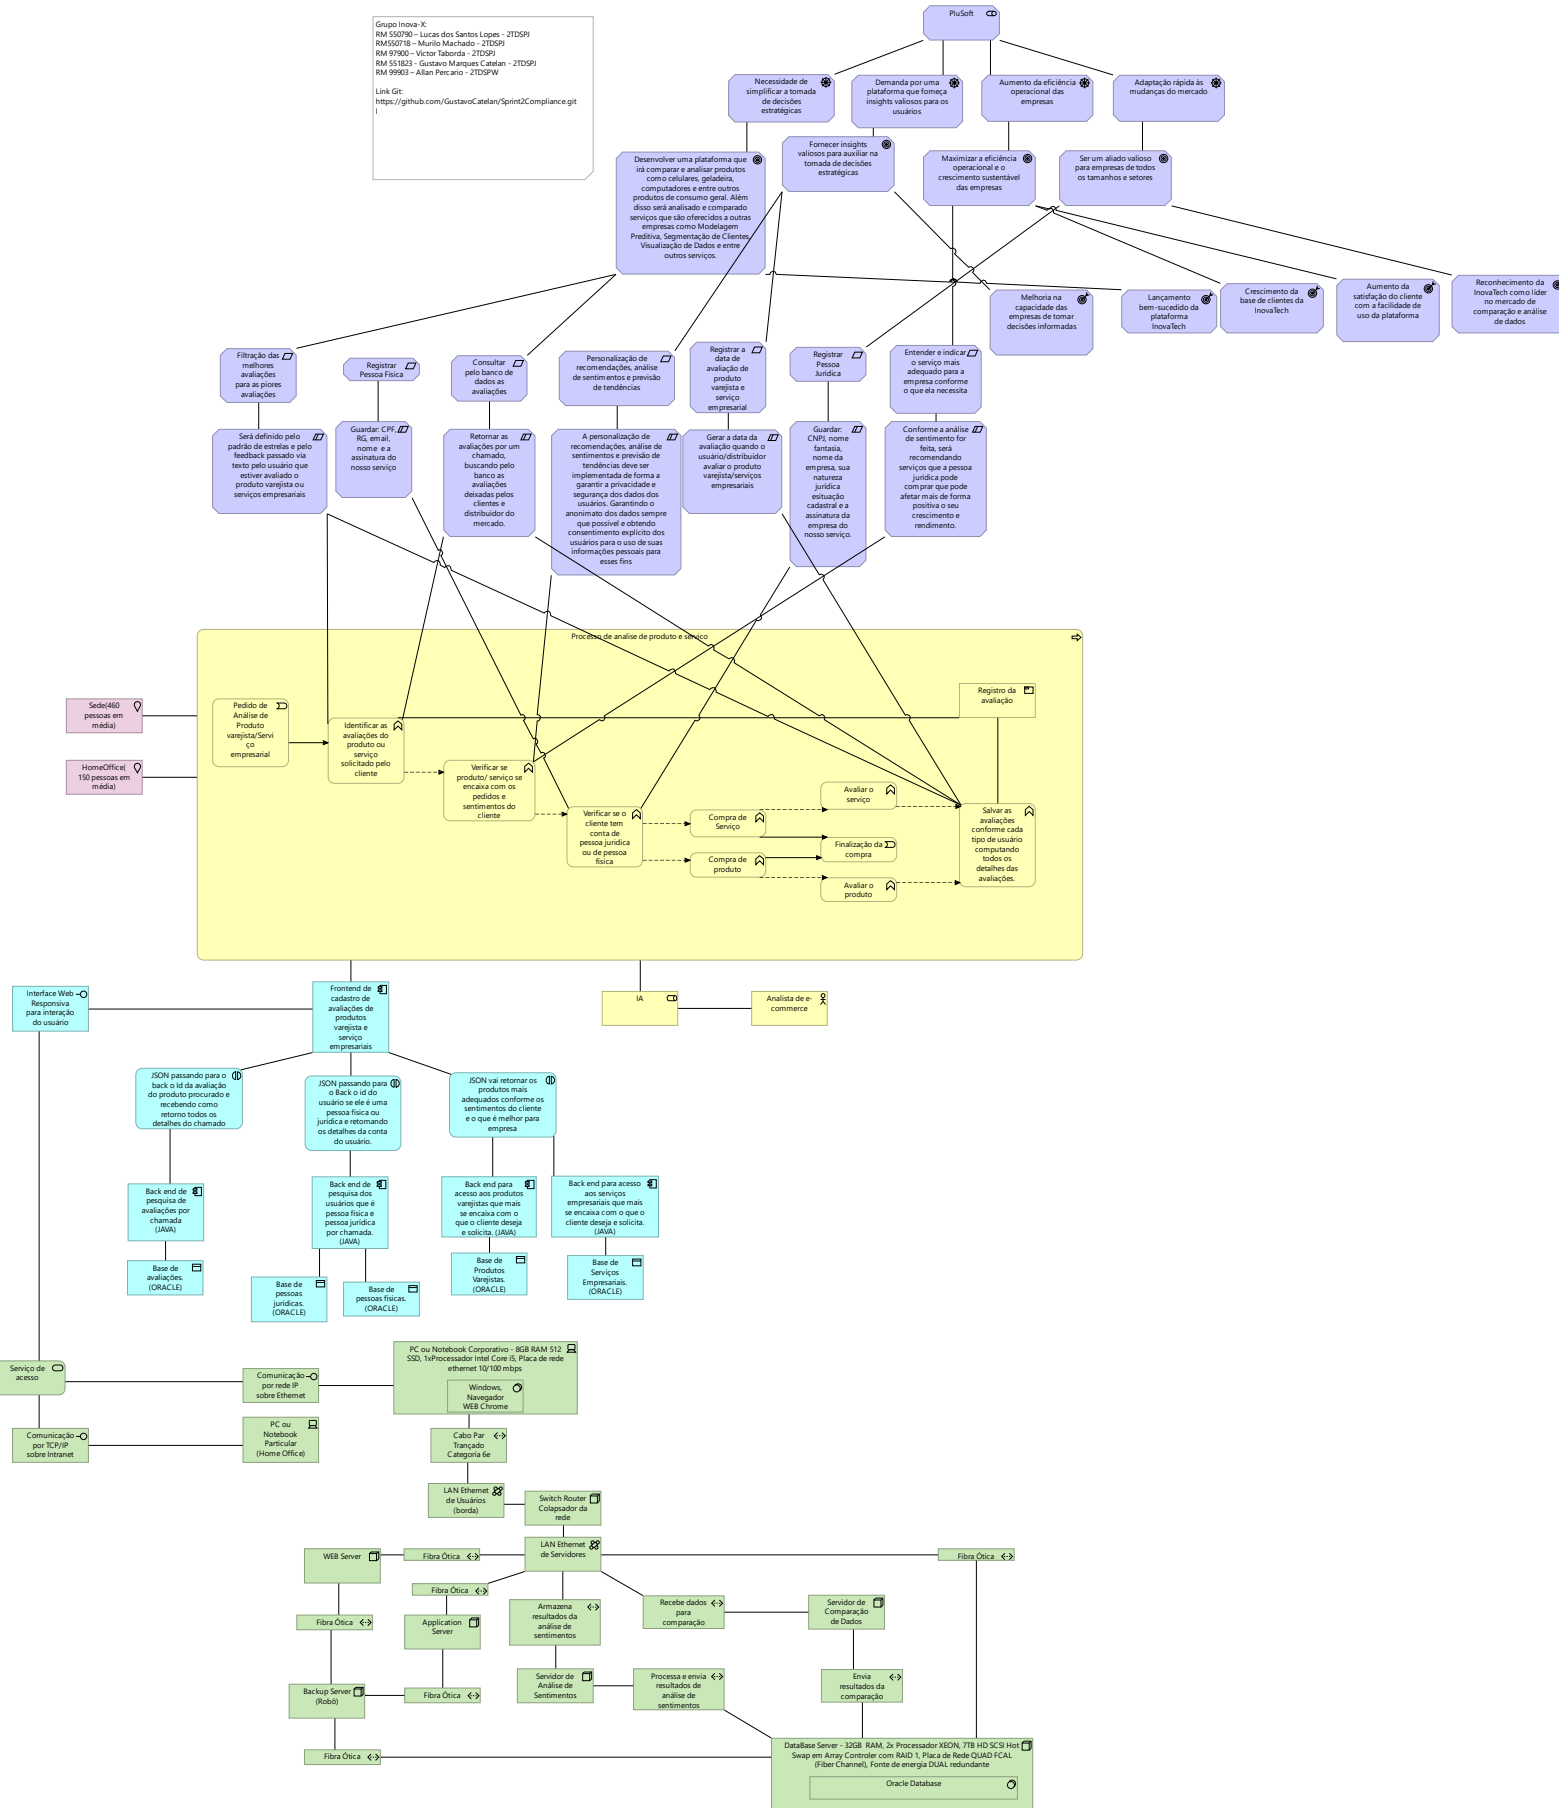 Grupo Inova-X:
RM 550790 – Lucas dos Santos Lopes - 2TDSPJ
RM550718 – Murilo Machado - 2TDSPJ
RM 97900 – Victor Taborda - 2TDSPJ
RM 551823 - Gustavo Marques Catelan - 2TDSPJ
RM 99903 – Allan Percario - 2TDSPW
Link Git:
https://github.com/GustavoCatelan/Sprint2Compliance.git
PluSoft
Necessidade de
simplificar a tomada
de decisões
estratégicas
Demanda por uma
plataforma que forneça
insights valiosos para os
usuários
Aumento da eficiência
operacional das
empresas
Adaptação rápida às
mudanças do mercado
Desenvolver uma plataforma que
irá comparar e analisar produtos
como celulares, geladeira,
computadores e entre outros
produtos de consumo geral. Além
disso será analisado e comparado
serviços que são oferecidos a outras
empresas como Modelagem
Preditiva, Segmentação de Clientes,
Visualização de Dados e entre
outros serviços.
Fornecer insights
valiosos para auxiliar na
tomada de decisões
estratégicas
Maximizar a eficiência
operacional e o
crescimento sustentável
das empresas
Ser um aliado valioso
para empresas de todos
os tamanhos e setores
Melhoria na
capacidade das
empresas de tomar
decisões informadas
Lançamento
bem-sucedido da
plataforma
InovaTech
Crescimento da
base de clientes da
InovaTech
Aumento da
satisfação do cliente
com a facilidade de
uso da plataforma
Reconhecimento da
InovaTech como líder
no mercado de
comparação e análise
de dados
Filtração das
melhores
avaliações
para as piores
avaliações
Registrar
Pessoa Física
Consultar
pelo banco de
dados as
avaliações
Personalização de
recomendações, análise
de sentimentos e previsão
de tendências
Registrar a
data de
avaliação de
produto
varejista e
serviço
empresarial
Registrar
Pessoa
Jurídica
Entender e indicar
o serviço mais
adequado para a
empresa conforme
o que ela necessita
Será definido pelo
padrão de estrelas e pelo
feedback passado via
texto pelo usuário que
estiver avaliado o
produto varejista ou
serviços empresariais
Guardar: CPF,
RG, email,
nome e a
assinatura do
nosso serviço
Retornar as
avaliações por um
chamado,
buscando pelo
banco as
avaliações
deixadas pelos
clientes e
distribuidor do
mercado.
A personalização de
recomendações, análise de
sentimentos e previsão de
tendências deve ser
implementada de forma a
garantir a privacidade e
segurança dos dados dos
usuários. Garantindo o
anonimato dos dados sempre
que possível e obtendo
consentimento explícito dos
usuários para o uso de suas
informações pessoais para
esses fins
Gerar a data da
avaliação quando o
usuário/distribuidor
avaliar o produto
varejista/serviços
empresariais
Guardar:
CNPJ, nome
fantasia,
nome da
empresa, sua
natureza
jurídica
esituação
cadastral e a
assinatura da
empresa do
nosso serviço.
Conforme a análise
de sentimento for
feita, será
recomendando
serviços que a pessoa
jurídica pode
comprar que pode
afetar mais de forma
positiva o seu
crescimento e
rendimento.
Processo de analise de produto e serviço
Sede(460
pessoas em
média)
HomeOffice(
150 pessoas em
média)
Pedido de
Análise de
Produto
varejista/Servi
ço
empresarial
Identificar as
avaliações do
produto ou
serviço
solicitado pelo
cliente
Verificar se
produto/ serviço se
encaixa com os
pedidos e
sentimentos do
cliente
Verificar se o
cliente tem
conta de
pessoa juridica
ou de pessoa
física
Compra de
Serviço
Compra de
produto
Avaliar o
serviço
Finalização da
compra
Avaliar o
produto
Registro da
avaliação
Salvar as
avaliações
conforme cada
tipo de usuário
computando
todos os
detalhes das
avaliações.
Interface Web
Responsiva
para interação
do usuário
Frontend de
cadastro de
avaliações de
produtos
varejista e
serviço
empresariais
IA
Analista de e-
commerce
JSON passando para o
back o Id da avaliação
do produto procurado e
recebendo como
retorno todos os
detalhes do chamado
JSON passando para
o Back o id do
usuário se ele é uma
pessoa física ou
jurídica e retornando
os detalhes da conta
do usuário.
JSON vai retornar os
produtos mais
adequados conforme os
sentimentos do cliente
e o que é melhor para
empresa
Back end de
pesquisa de
avaliações por
chamada
(JAVA)
Back end de
pesquisa dos
usuários que é
pessoa física e
pessoa jurídica
por chamada.
(JAVA)
Back end para
acesso aos produtos
varejistas que mais
se encaixa com o
que o cliente deseja
e solicita. (JAVA)
Back end para acesso
aos serviços
empresariais que mais
se encaixa com o que o
cliente deseja e solicita.
(JAVA)
Base de
avaliações.
(ORACLE)
Base de
pessoas
jurídicas.
(ORACLE)
Base de
pessoas físicas.
(ORACLE)
Base de
Produtos
Varejistas.
(ORACLE)
Base de
Serviços
Empresariais.
(ORACLE)
Serviço de
acesso
Comunicação
por rede IP
sobre Ethernet
PC ou Notebook Corporativo - 8GB RAM 512
SSD, 1xProcessador Intel Core i5, Placa de rede
ethernet 10/100 mbps
Windows,
Navegador
WEB Chrome
Comunicação
por TCP/IP
sobre Intranet
PC ou
Notebook
Particular
(Home Office)
Cabo Par
Trançado
Categoria 6e
LAN Ethernet
de Usuários
(borda)
Switch Router
Colapsador da
rede
WEB Server
Fibra Ótica
LAN Ethernet
de Servidores
Fibra Ótica
Fibra Ótica
Fibra Ótica
Application
Server
Armazena
resultados da
análise de
sentimentos
Recebe dados
para
comparação
Servidor de
Comparação
de Dados
Backup Server
(Robô)
Fibra Ótica
Servidor de
Análise de
Sentimentos
Processa e envia
resultados de
análise de
sentimentos
Envia
resultados da
comparação
Fibra Ótica
DataBase Server - 32GB RAM, 2x Processador XEON, 7TB HD SCSI Hot
Swap em Array Controler com RAID 1, Placa de Rede QUAD FCAL
(Fiber Channel), Fonte de energia DUAL redundante
Oracle Database